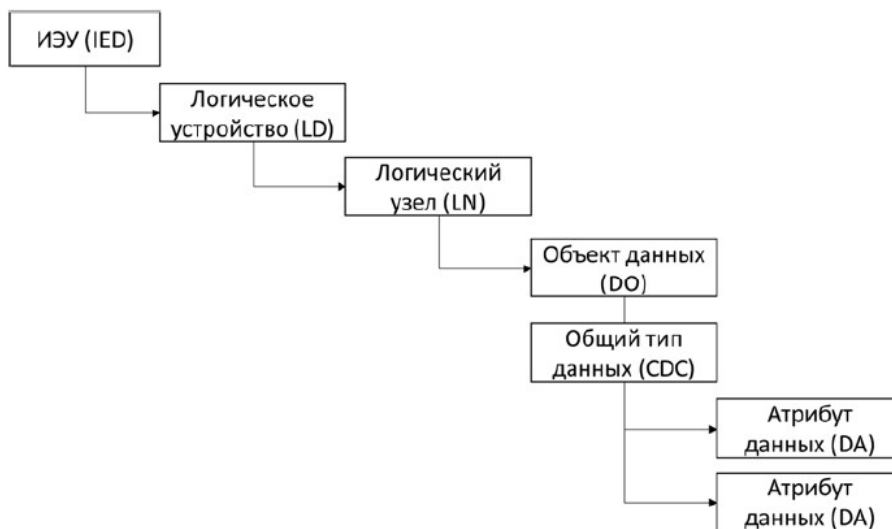 ИЭУ (IED)
Логическое
устройство (LD)
Логический
узел (LN)
Объект данных
(DO)
Общий тип
данных (CDC)
Атрибут
данных (DA)
Атрибут
данных (DA)